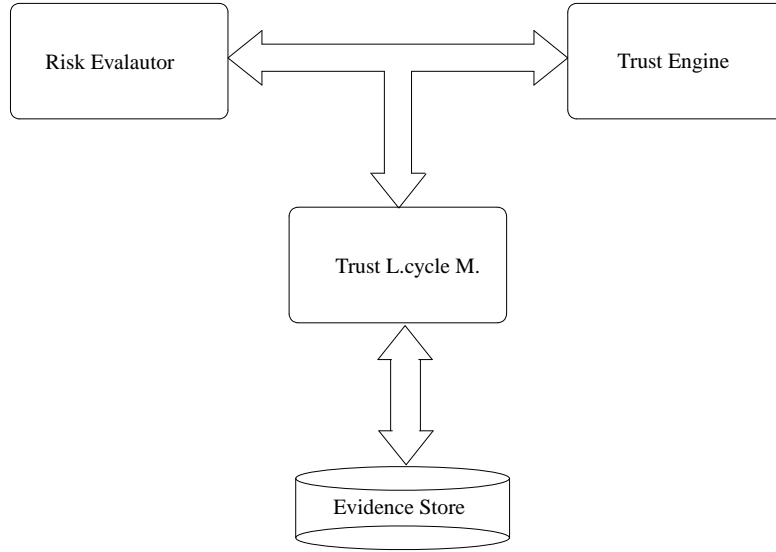 Risk Evalautor
Trust Engine
Trust L.cycle M.
Evidence Store